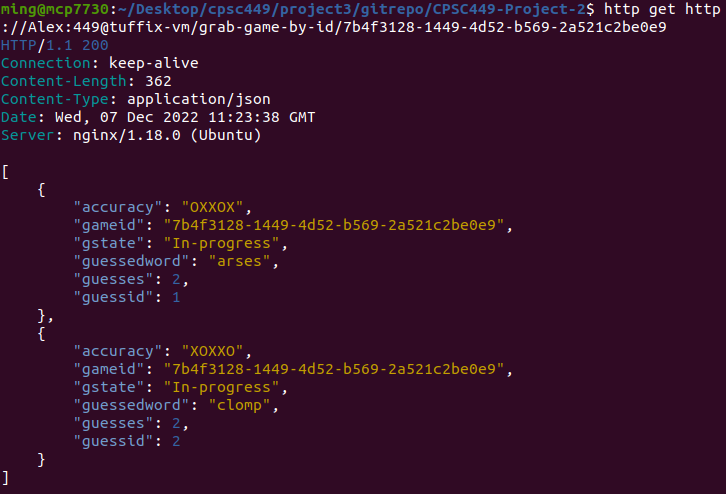 ming@mcp7730:~/Desktop/cpsc449/project3/gitrepo/CPSC449-Project-2$ http get http
://Alex:449@tuffix-vm/grab-game-by-id/7b4f3128-1449-4d52-b569-2a521c2be0e9
HTTP/1.1 200
Connection: keep-alive
Content-Length: 362
Content-Type: application/json
Date: Wed, 07 Dec 2022 11:23:38 GMT
Server: nginx/1.18.0 (Ubuntu)

[
    {
        "accuracy": "OXXOX",
        "gameid": "7b4f3128-1449-4d52-b569-2a521c2be0e9",
        "gstate": "In-progress",
        "guessedword": "arses",
        "guesses": 2,
        "guessid": 1
    },
    {
        "accuracy": "XOXXO",
        "gameid": "7b4f3128-1449-4d52-b569-2a521c2be0e9",
        "gstate": "In-progress",
        "guessedword": "clomp",
        "guesses": 2,
        "guessid": 2
    }
]